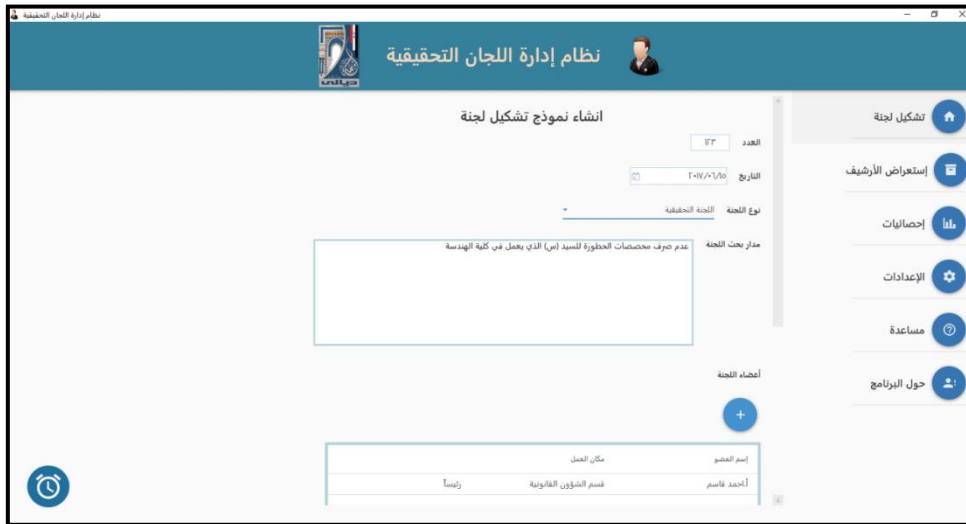 نظام إدارة اللجان التحقيقية
نظام إدارة اللجان التحقيقية
ديالى
انشاء نموذج تشكيل لجنة
العدد ١٢٣
التاريخ ٢٠١٧/٠٦/١٥
نوع اللجنة اللجنة التحقيقية
مدار بحث اللجنة عدم صرف مخصصات الخطورة للسيد (س) الذي يعمل في كلية الهندسة
أعضاء اللجنة
+
إسم العضو مكان العمل
أ.احمد قاسم قسم الشؤون القانونية رئيساً
تشكيل لجنة
إستعراض الأرشيف
إحصائيات
الإعدادات
مساعدة
حول البرنامج